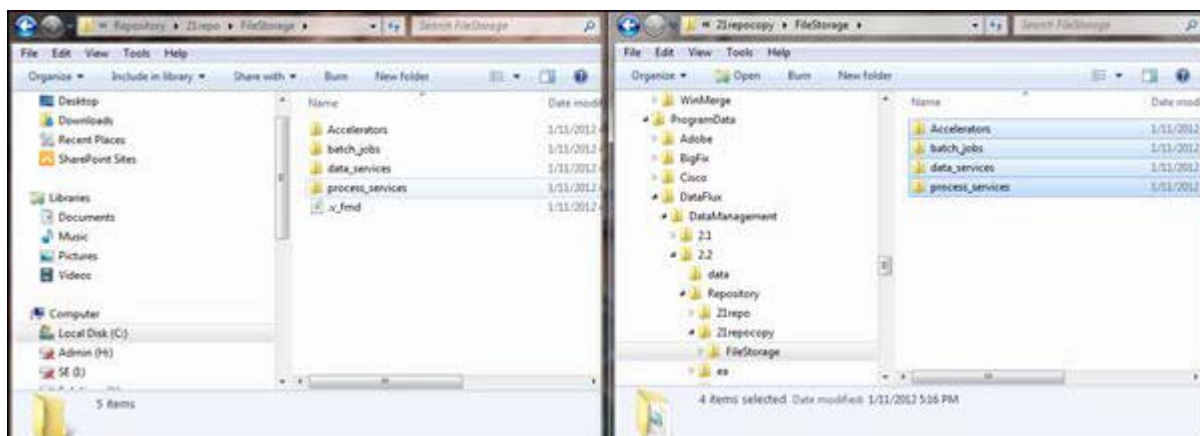 « Repository ▸ 21repo ▸ FileStorage ▸
Search FileStorage
File Edit View Tools Help
Organize Include in library Share with Burn New folder
Desktop
Downloads
Recent Places
SharePoint Sites
Libraries
Documents
Music
Pictures
Videos
Computer
Local Disk (C:)
Admin (H:)
SE (I:)
Name
Accelerators 1/11/2012
batch_jobs 1/11/2012
data_services 1/11/2012
process_services 1/11/2012
.v_fmd 1/11/2012
5 items
« 21repocopy ▸ FileStorage ▸
Search FileStorage
File Edit View Tools Help
Organize Open Burn New folder
WinMerge
ProgramData
Adobe
BigFix
Cisco
DataFlux
DataManagement
2.1
2.2
data
Repository
21repo
21repocopy
FileStorage
ea
Name Date mod
Accelerators 1/11/2012
batch_jobs 1/11/2012
data_services 1/11/2012
process_services 1/11/2012
4 items selected Date modified: 1/11/2012 5:16 PM